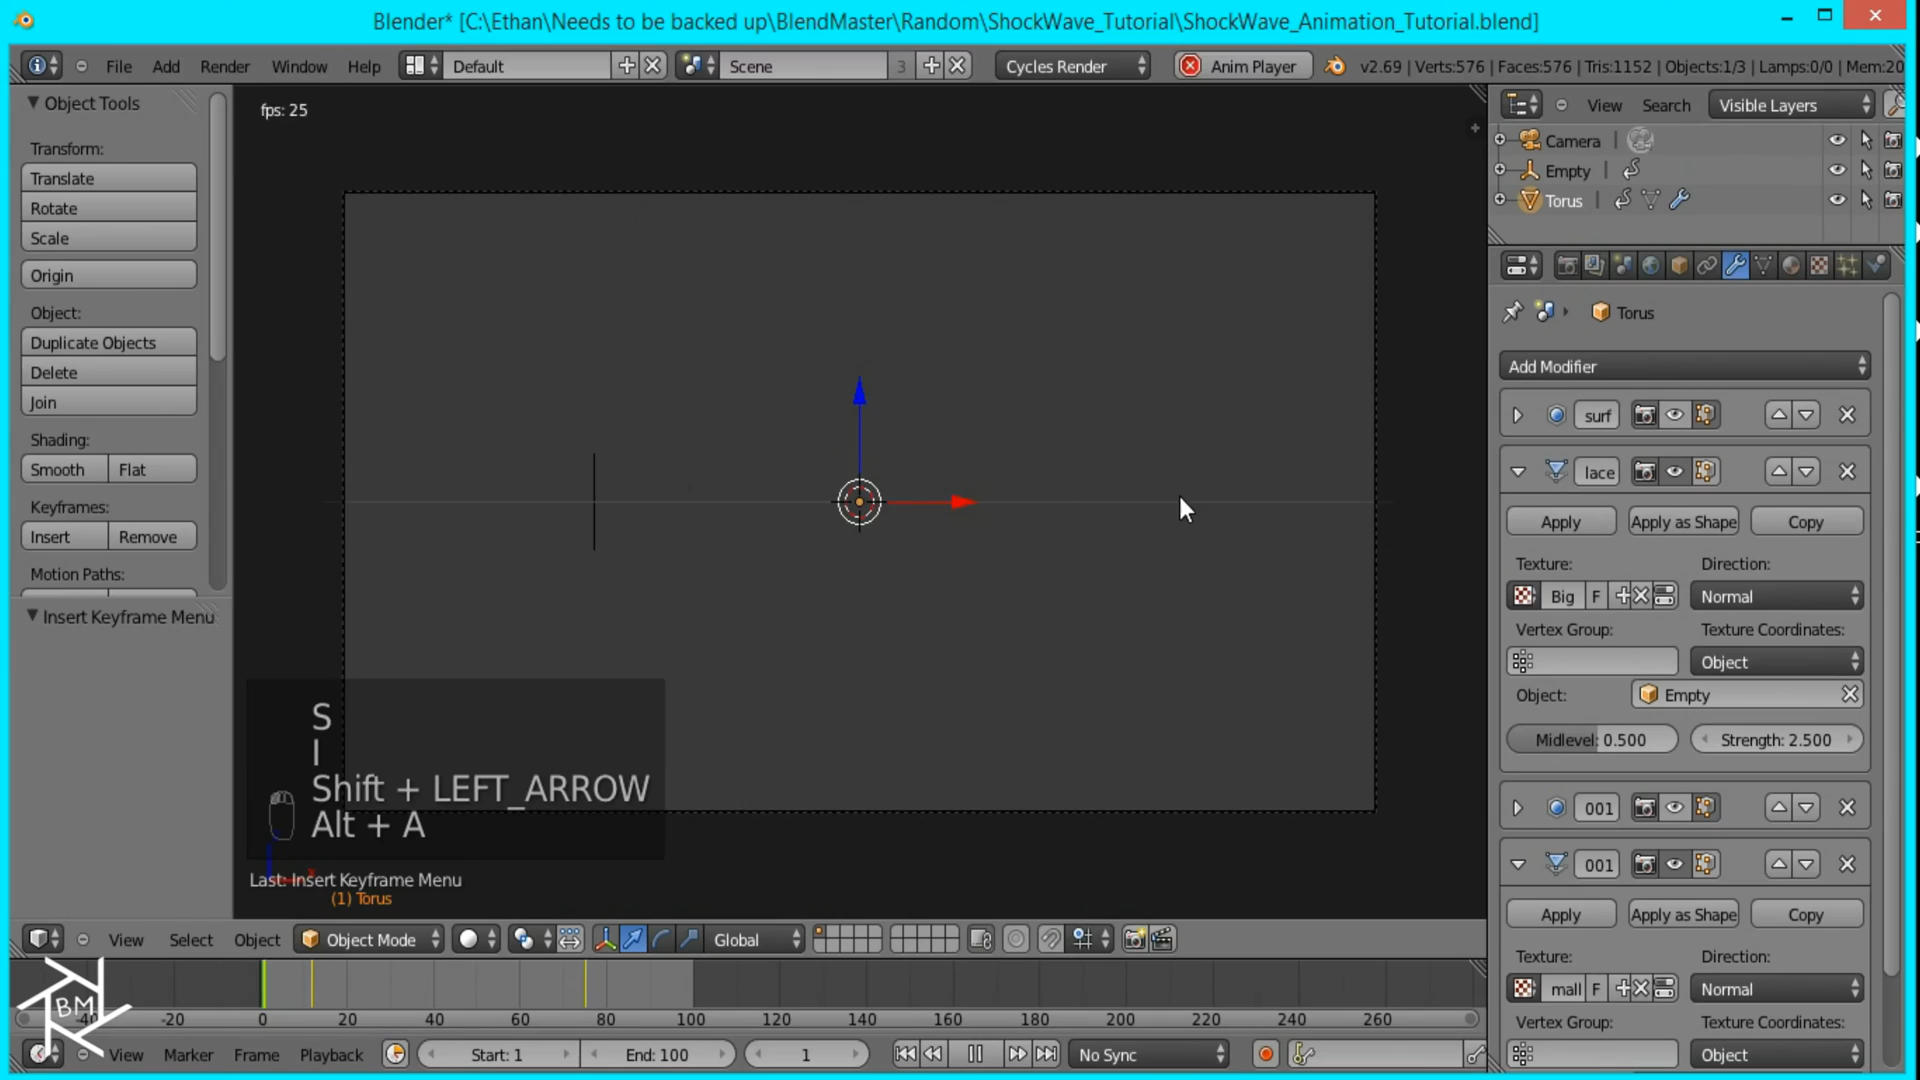 Blender* [C:\Ethan\Needs to be backed up\BlendMaster\Random\ShockWave_Tutorial\ShockWave_Animation_Tutorial.blend]
File Add Render Window Help Default Scene 3 Cycles Render Anim Player v2.69 | Verts:576 | Faces:576 | Tris:1152 | Objects:1/3 | Lamps:0/0 | Mem:20
Object Tools
Transform:
Translate
Rotate
Scale
Origin
Object:
Duplicate Objects
Delete
Join
Shading:
Smooth Flat
Keyframes:
Insert Remove
Motion Paths:
Insert Keyframe Menu
fps: 25
S
I
Shift + LEFT_ARROW
Alt + A
Last: Insert Keyframe Menu
(1) Torus
View Search Visible Layers
Camera
Empty
Torus
Torus
Add Modifier
surf
lace
Apply Apply as Shape Copy
Texture: Direction:
Big F Normal
Vertex Group: Texture Coordinates:
Object
Object: Empty
Midlevel: 0.500 Strength: 2.500
001
001
Apply Apply as Shape Copy
Texture: Direction:
mall F Normal
Vertex Group: Texture Coordinates:
Object
View Select Object Object Mode Global
-40 -20 0 20 40 60 80 100 120 140 160 180 200 220 240 260
View Marker Frame Playback Start: 1 End: 100 1 No Sync
BM